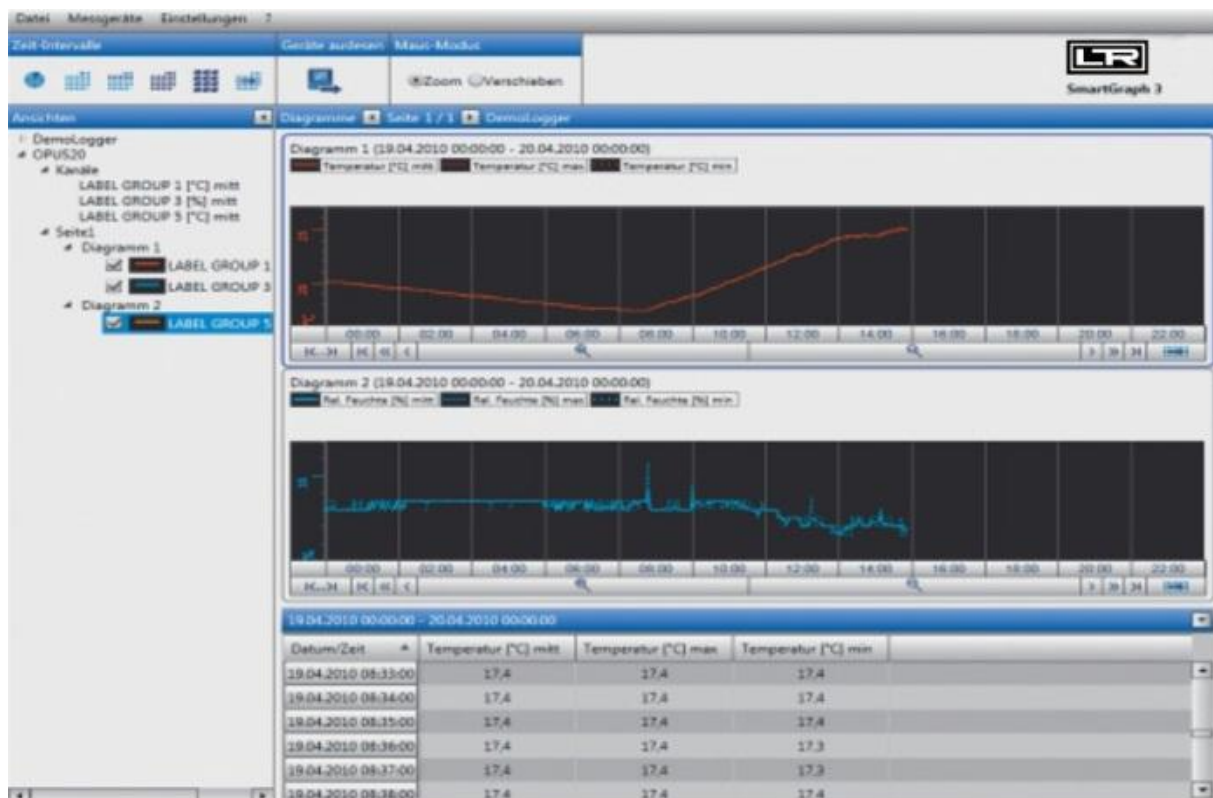 Datei Messgeräte Einstellungen ?
Zeit-Intervalle Geräte auslesen Maus-Modus
Zoom Verschieben
LTR
SmartGraph 3
Ansichten
DemoLogger
OPUS20
Kanäle
LABEL GROUP 1 [°C] mitt
LABEL GROUP 3 [%] mitt
LABEL GROUP 5 [°C] mitt
Seite1
Diagramm 1
LABEL GROUP 1
LABEL GROUP 3
Diagramm 2
LABEL GROUP 5
Diagramme Seite 1 / 1 DemoLogger
Diagramm 1 (19.04.2010 00:00:00 - 20.04.2010 00:00:00)
Temperatur [°C] mitt Temperatur [°C] max Temperatur [°C] min
00:00 02:00 04:00 06:00 08:00 10:00 12:00 14:00 16:00 18:00 20:00 22:00
Diagramm 2 (19.04.2010 00:00:00 - 20.04.2010 00:00:00)
Rel. Feuchte [%] mitt Rel. Feuchte [%] max Rel. Feuchte [%] min
00:00 02:00 04:00 06:00 08:00 10:00 12:00 14:00 16:00 18:00 20:00 22:00
19.04.2010 00:00:00 - 20.04.2010 00:00:00
Datum/Zeit Temperatur [°C] mitt Temperatur [°C] max Temperatur [°C] min
19.04.2010 08:33:00 17,4 17,4 17,4
19.04.2010 08:34:00 17,4 17,4 17,4
19.04.2010 08:35:00 17,4 17,4 17,4
19.04.2010 08:36:00 17,4 17,4 17,3
19.04.2010 08:37:00 17,4 17,4 17,3
19.04.2010 08:38:00 17,4 17,4 17,4